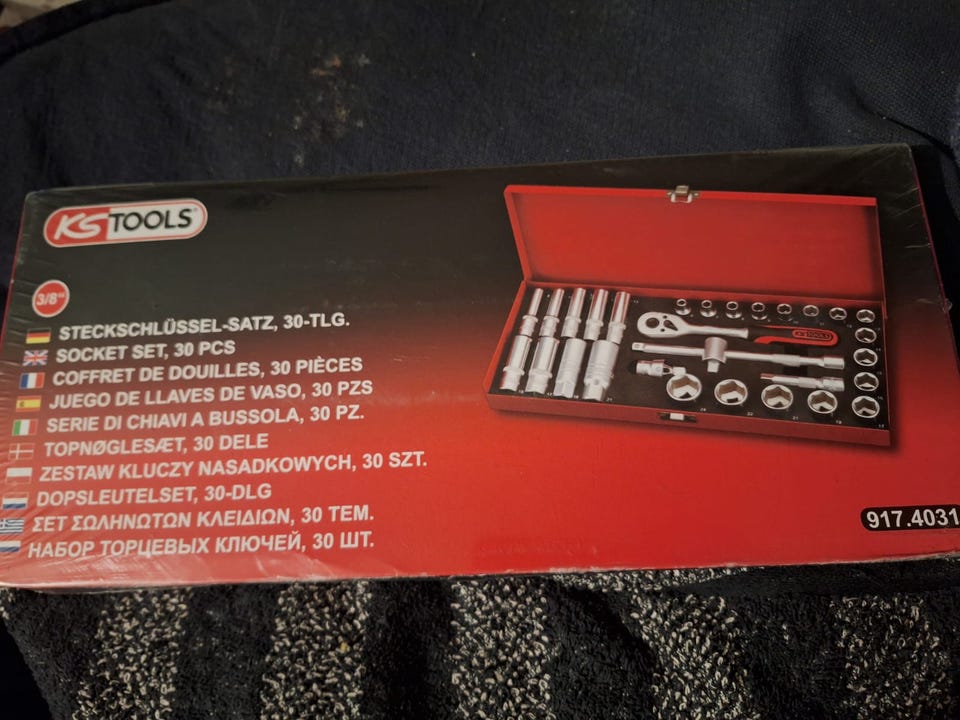 KS TOOLS
3/8"
STECKSCHLÜSSEL-SATZ, 30-TLG.
SOCKET SET, 30 PCS
COFFRET DE DOUILLES, 30 PIÈCES
JUEGO DE LLAVES DE VASO, 30 PZS
SERIE DI CHIAVI A BUSSOLA, 30 PZ.
TOPNØGLESÆT, 30 DELE
ZESTAW KLUCZY NASADKOWYCH, 30 SZT.
DOPSLEUTELSET, 30-DLG
ΣΕΤ ΣΩΛΗΝΩΤΩΝ ΚΛΕΙΔΙΩΝ, 30 ΤΕΜ.
НАБОР ТОРЦЕВЫХ КЛЮЧЕЙ, 30 ШТ.
KS TOOLS
917.4031